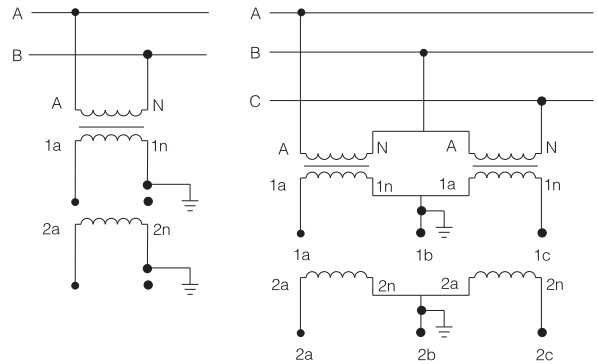 A
B
A N
1a 1n
2a 2n
A
B
C
A N A N
1a 1n 1a 1n
1a 1b 1c
2a 2n 2a 2n
2a 2b 2c